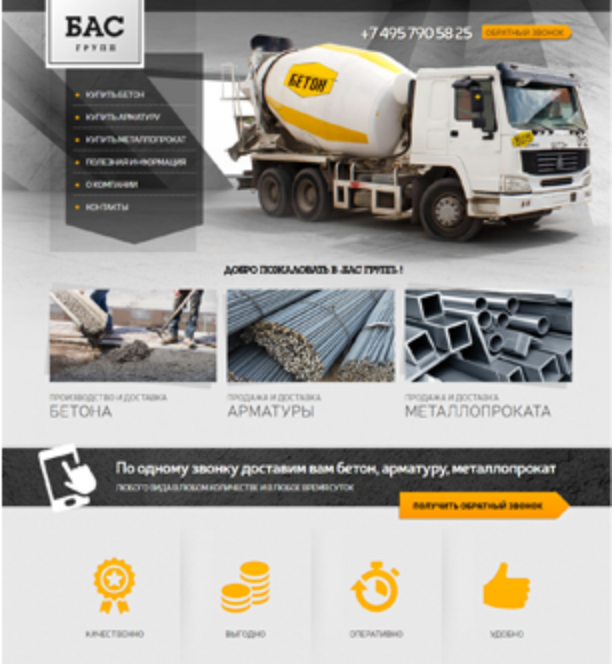 БАС
ГРУПП
+7 495 790 58 25
ОБРАТНЫЙ ЗВОНОК
БЕТОН
КУПИТЬ БЕТОН
КУПИТЬ АРМАТУРУ
КУПИТЬ МЕТАЛЛОПРОКАТ
ПОЛЕЗНАЯ ИНФОРМАЦИЯ
О КОМПАНИИ
КОНТАКТЫ
ДОБРО ПОЖАЛОВАТЬ В «БАС ГРУПП» !
ПРОИЗВОДСТВО И ДОСТАВКА
БЕТОНА
ПРОДАЖА И ДОСТАВКА
АРМАТУРЫ
ПРОДАЖА И ДОСТАВКА
МЕТАЛЛОПРОКАТА
По одному звонку доставим вам бетон, арматуру, металлопрокат
ЛЮБОГО ВИДА В ЛЮБОМ КОЛИЧЕСТВЕ И В ЛЮБОЕ ВРЕМЯ СУТОК
ПОЛУЧИТЬ ОБРАТНЫЙ ЗВОНОК
КАЧЕСТВЕННО
ВЫГОДНО
ОПЕРАТИВНО
УДОБНО